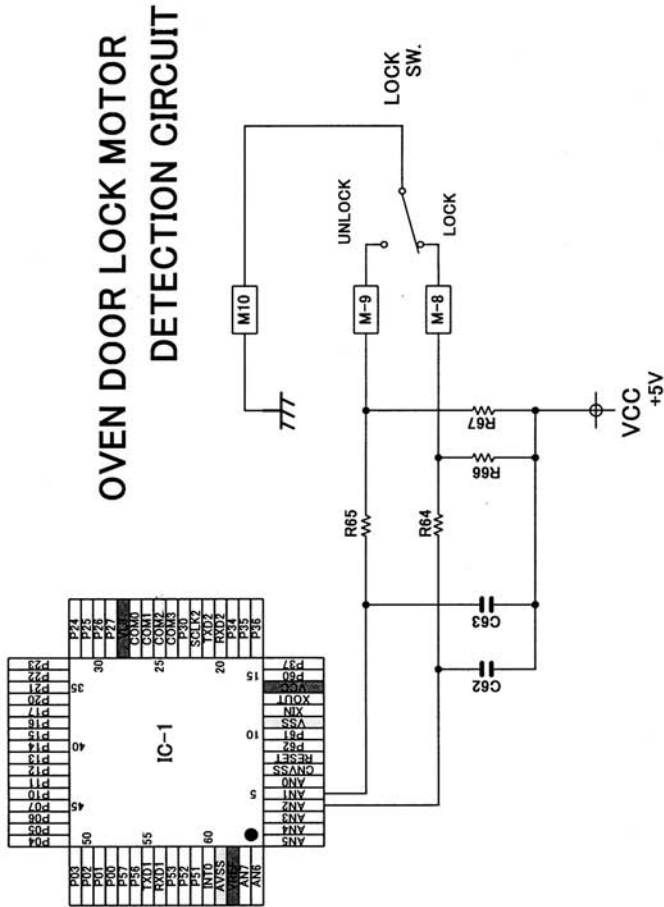 OVEN DOOR LOCK MOTOR
DETECTION CIRCUIT
P04
P05
P06
P07
P10
P11
P12
P13
P14
P15
P16
P17
P20
P21
P22
P23
P03
P02
P01
P00
P57
P56
TXD1
RXD1
P53
P52
P51
INT0
AVSS
VREF
AN7
AN6
P24
P25
P26
P27
COM0
COM1
COM2
COM3
P30
SCLK2
TXD2
RXD2
P34
P35
P36
AN5
AN4
AN3
AN2
AN1
AN0
CNVSS
RESET
P62
P61
VSS
XIN
XOUT
VCC
P60
P37
45
40
35
50
55
60
30
25
20
5
10
15
IC-1
M10
UNLOCK
M-9
M-8
LOCK
LOCK
SW.
R65
R64
R67
R66
C63
C62
VCC
+5V